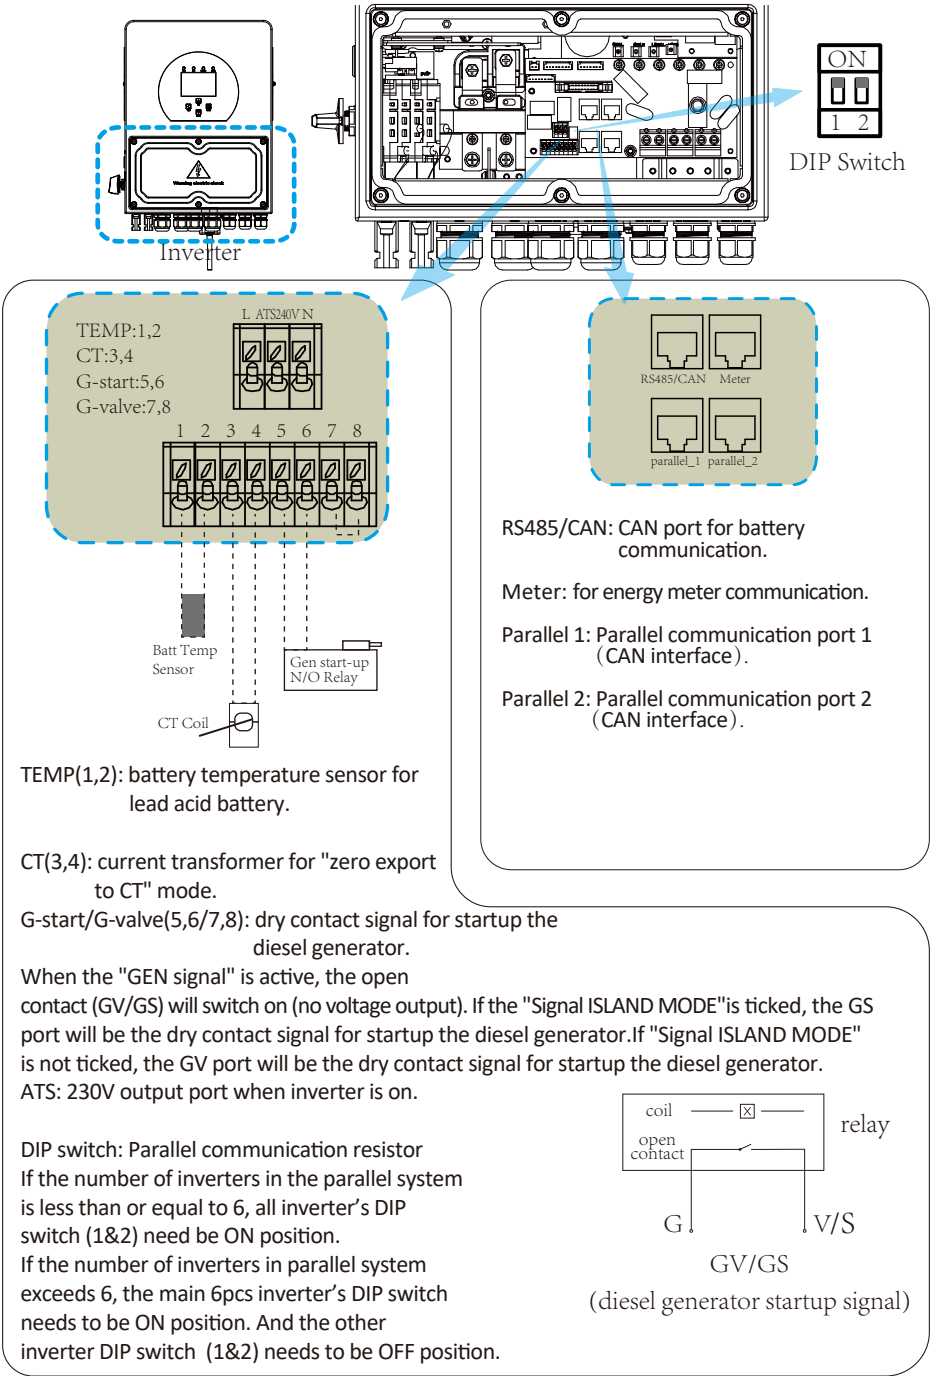 Warning electric shock
Inverter
ON
1 2
DIP Switch
TEMP:1,2
CT:3,4
G-start:5,6
G-valve:7,8
L ATS240V N
1 2 3 4 5 6 7 8
Batt Temp
Sensor
Gen start-up
N/O Relay
CT Coil
RS485/CAN Meter
parallel_1 parallel_2
RS485/CAN: CAN port for battery
communication.
Meter: for energy meter communication.
Parallel 1: Parallel communication port 1
(CAN interface).
Parallel 2: Parallel communication port 2
(CAN interface).
TEMP(1,2): battery temperature sensor for
lead acid battery.
CT(3,4): current transformer for "zero export
to CT" mode.
G-start/G-valve(5,6/7,8): dry contact signal for startup the
diesel generator.
When the "GEN signal" is active, the open
contact (GV/GS) will switch on (no voltage output). If the "Signal ISLAND MODE"is ticked, the GS
port will be the dry contact signal for startup the diesel generator.If "Signal ISLAND MODE"
is not ticked, the GV port will be the dry contact signal for startup the diesel generator.
ATS: 230V output port when inverter is on.
DIP switch: Parallel communication resistor
If the number of inverters in the parallel system
is less than or equal to 6, all inverter’s DIP
switch (1&2) need be ON position.
If the number of inverters in parallel system
exceeds 6, the main 6pcs inverter’s DIP switch
needs to be ON position. And the other
inverter DIP switch (1&2) needs to be OFF position.
coil
X
open
contact
relay
G V/S
GV/GS
(diesel generator startup signal)